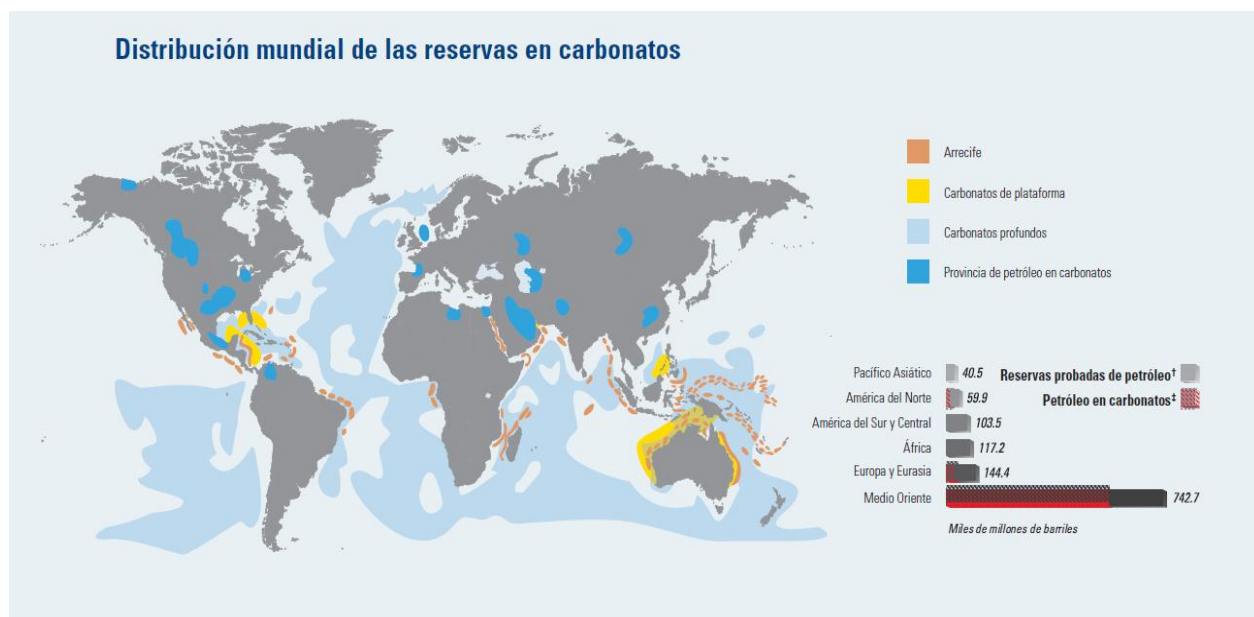 Distribución mundial de las reservas en carbonatos
Arrecife
Carbonatos de plataforma
Carbonatos profundos
Provincia de petróleo en carbonatos
Pacífico Asiático 40.5 Reservas probadas de petróleo†
América del Norte 59.9 Petróleo en carbonatos‡
América del Sur y Central 103.5
África 117.2
Europa y Eurasia 144.4
Medio Oriente 742.7
Miles de millones de barriles